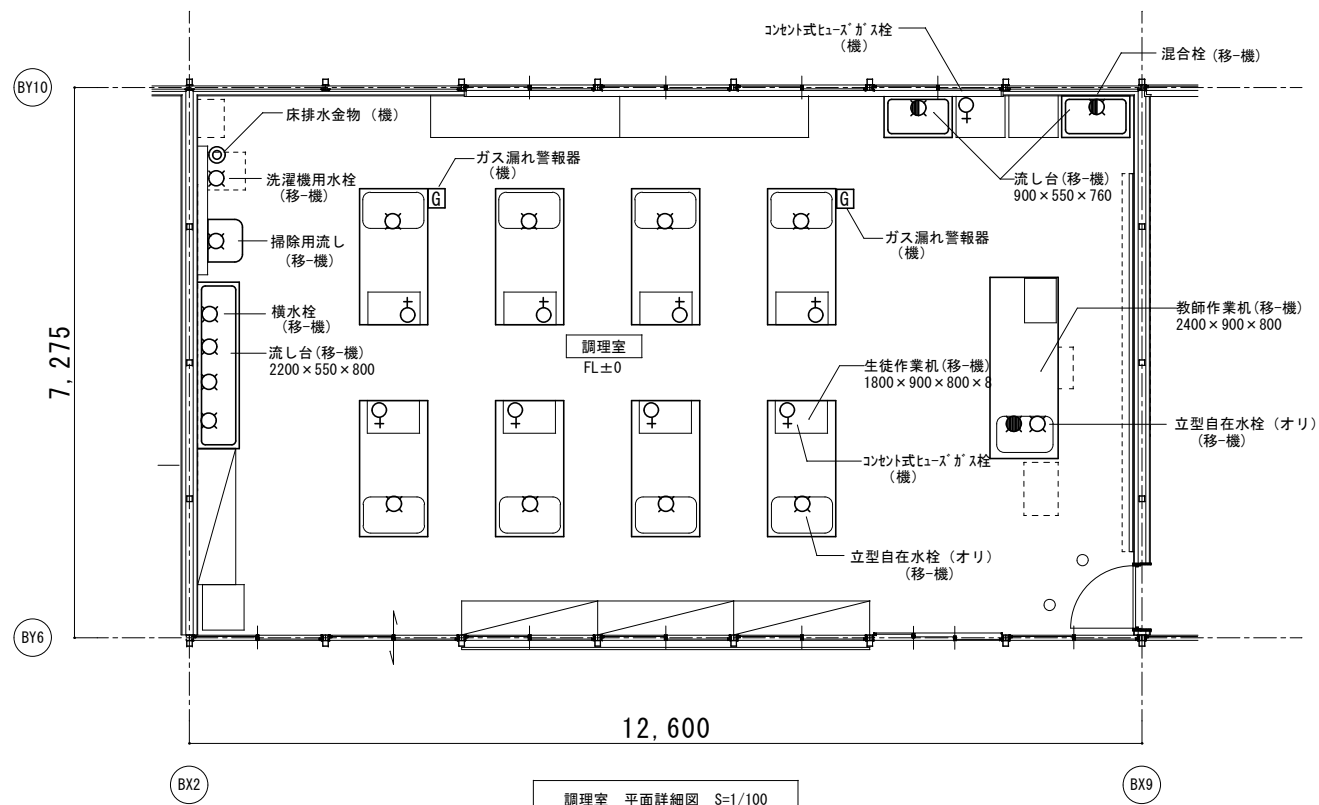 コンセント式ヒューズガス栓
(機)
混合栓(移-機)
BY10
床排水金物 (機)
ガス漏れ警報器
(機)
洗濯機用水栓
(移-機)
流し台(移-機)
900×550×760
G
G
掃除用流し
(移-機)
ガス漏れ警報器
(機)
横水栓
(移-機)
教師作業机(移-機)
2400×900×800
流し台(移-機)
2200×550×800
調理室
FL±0
生徒作業机(移-機)
1800×900×800×8
7,275
立型自在水栓 (オリ)
(移-機)
コンセント式ヒューズガス栓
(機)
立型自在水栓 (オリ)
(移-機)
BY6
12,600
BX2
BX9
調理室 平面詳細図 S=1/100